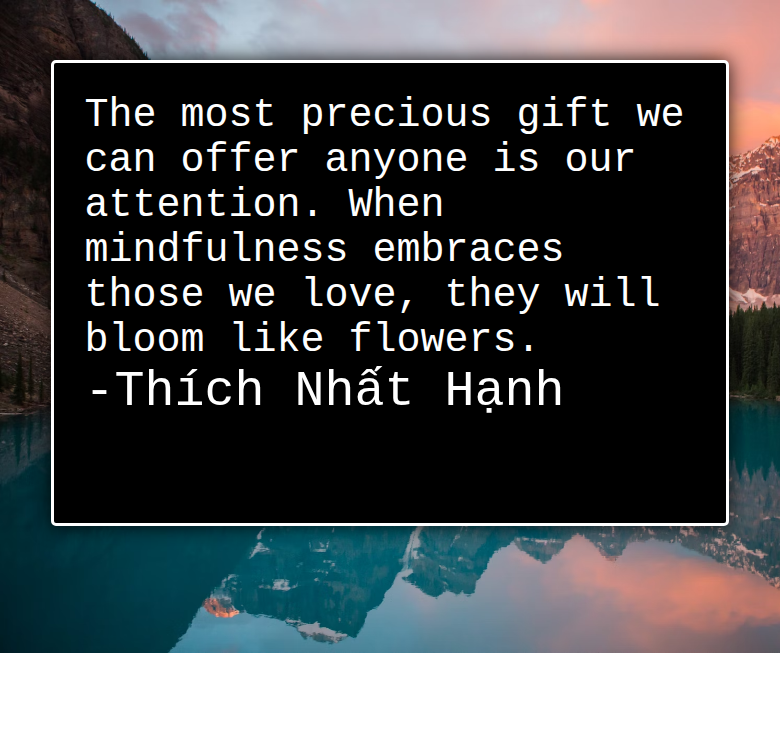 The most precious gift we
can offer anyone is our
attention. When
mindfulness embraces
those we love, they will
bloom like flowers.
-Thích Nhất Hạnh